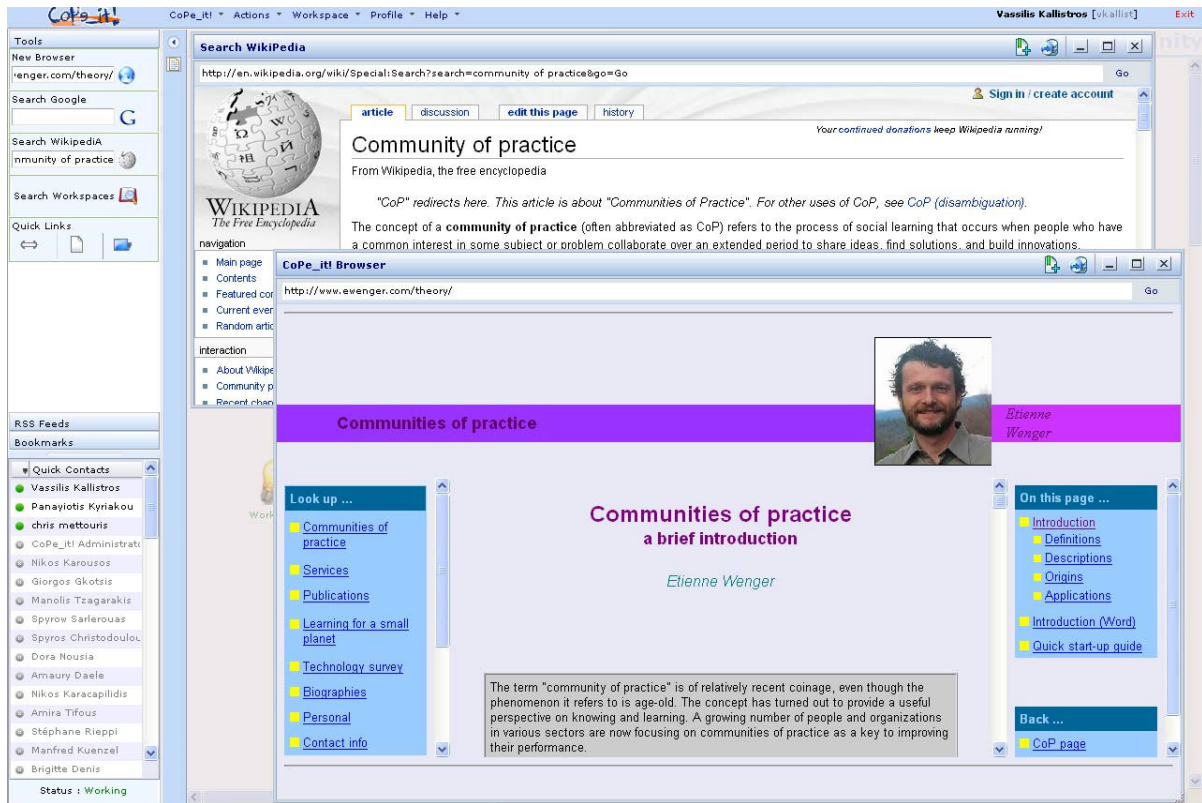 CoPe_it!
CoPe_it! Actions Workspace Profile Help
Vassilis Kallistros [vkallist] Exit
Tools
New Browser
enger.com/theory/
Search Google
G
Search WikipediA
nmunity of practice
Search Workspaces
Quick Links
RSS Feeds
Bookmarks
Quick Contacts
Vassilis Kallistros
Panayiotis Kyriakou
chris mettouris
CoPe_it! Administrato
Nikos Karousos
Giorgos Gkotsis
Manolis Tzagarakis
Spyrow Sarlerouas
Spyros Christodoulou
Dora Nousia
Amaury Daele
Nikos Karacapilidis
Amira Tifous
Stéphane Rieppi
Manfred Kuenzel
Brigitte Denis
Status : Working
nity
Search WikiPedia
http://en.wikipedia.org/wiki/Special:Search?search=community of practice&go=Go
Go
Sign in / create account
article discussion edit this page history
Your continued donations keep Wikipedia running!
WIKIPEDIA
The Free Encyclopedia
navigation
Main page
Contents
Featured con
Current even
Random artic
interaction
About Wikipe
Community p
Recent chan
Community of practice
From Wikipedia, the free encyclopedia
"CoP" redirects here. This article is about "Communities of Practice". For other uses of CoP, see CoP (disambiguation).
The concept of a community of practice (often abbreviated as CoP) refers to the process of social learning that occurs when people who have
a common interest in some subject or problem collaborate over an extended period to share ideas, find solutions, and build innovations.
Work
CoPe_it! Browser
http://www.ewenger.com/theory/
Go
Communities of practice
Etienne
Wenger
Look up ...
Communities of
practice
Services
Publications
Learning for a small
planet
Technology survey
Biographies
Personal
Contact info
Communities of practice
a brief introduction
Etienne Wenger
The term "community of practice" is of relatively recent coinage, even though the
phenomenon it refers to is age-old. The concept has turned out to provide a useful
perspective on knowing and learning. A growing number of people and organizations
in various sectors are now focusing on communities of practice as a key to improving
their performance.
On this page ...
Introduction
Definitions
Descriptions
Origins
Applications
Introduction (Word)
Quick start-up guide
Back ...
CoP page